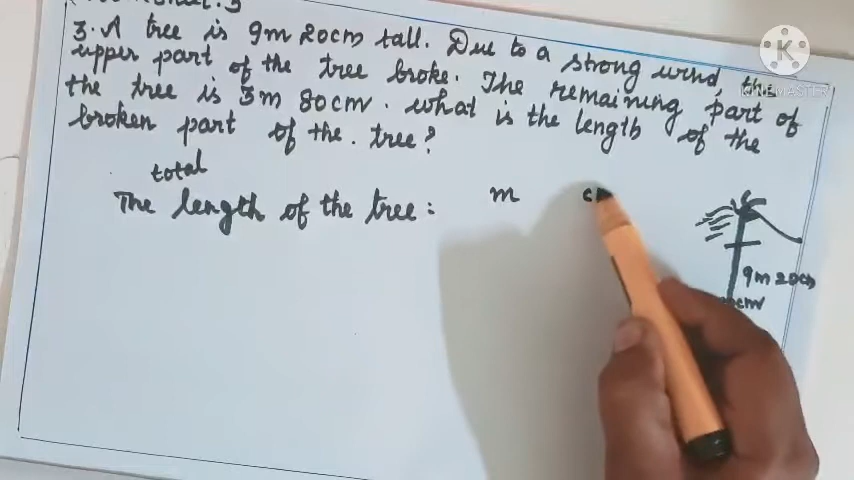 3. A tree is 9m 20cm tall. Due to a strong wind, the
upper part of the tree broke. The remaining part of
the tree is 3m 80cm. what is the length of the
broken part of the tree?
total
The length of the tree: m
9m 20cm
cm
KINEMASTER